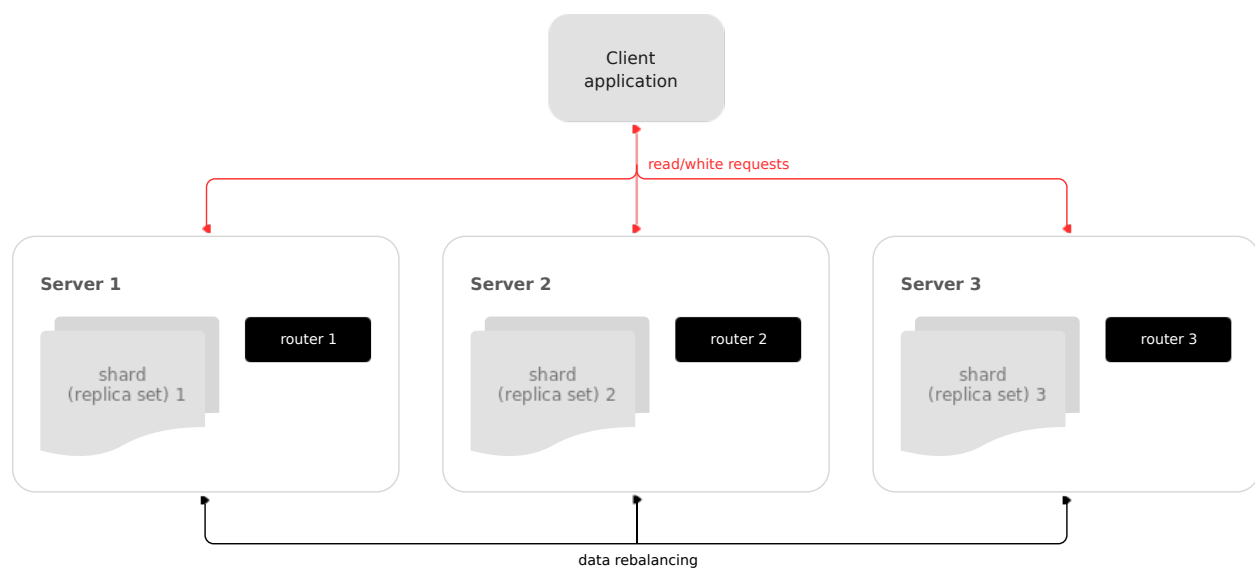 Client
application
read/white requests
Server 1
router 1
shard
(replica set) 1
Server 2
router 2
shard
(replica set) 2
Server 3
router 3
shard
(replica set) 3
data rebalancing